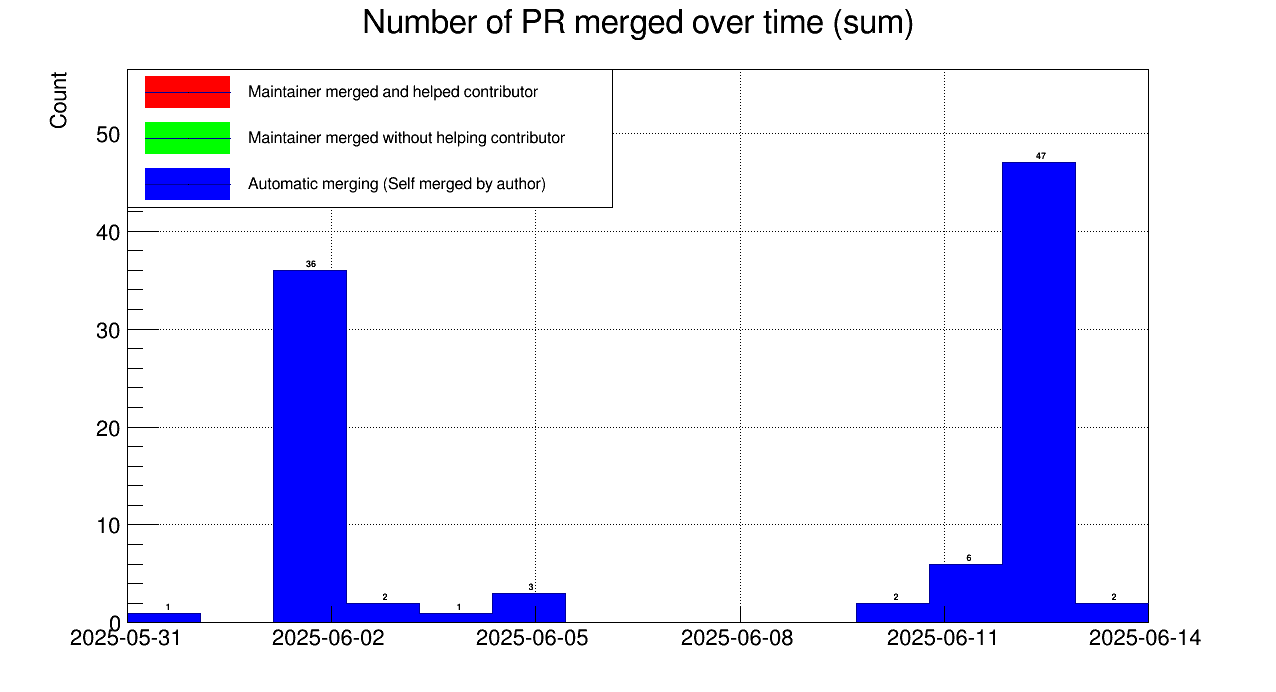 Number of PR merged over time (sum)
Count
Maintainer merged and helped contributor
Maintainer merged without helping contributor
Automatic merging (Self merged by author)
50
40
30
20
10
0
47
36
1
2
1
3
2
6
2
2025-05-31 2025-06-02 2025-06-05 2025-06-08 2025-06-11 2025-06-14